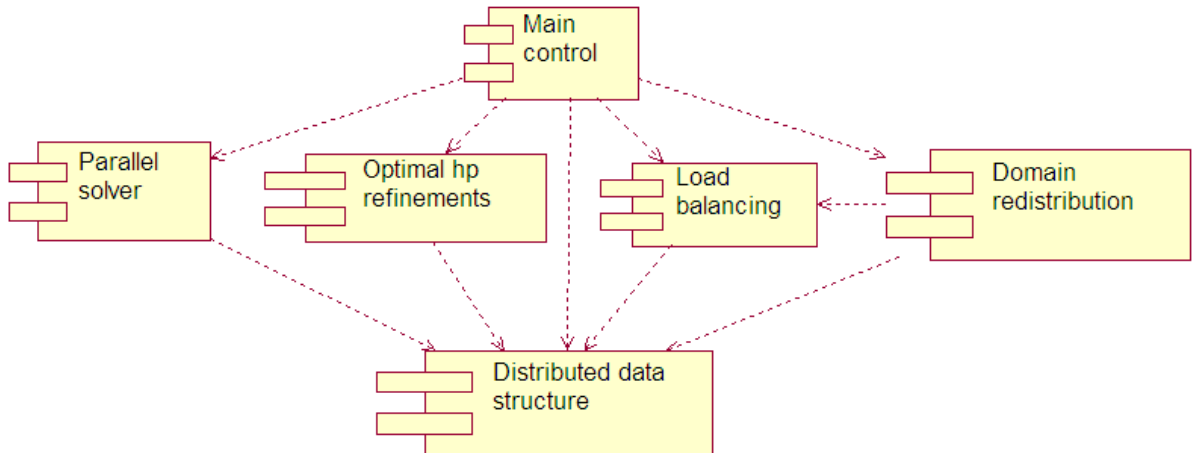 Main
control
Parallel
solver
Optimal hp
refinements
Load
balancing
Domain
redistribution
Distributed data
structure